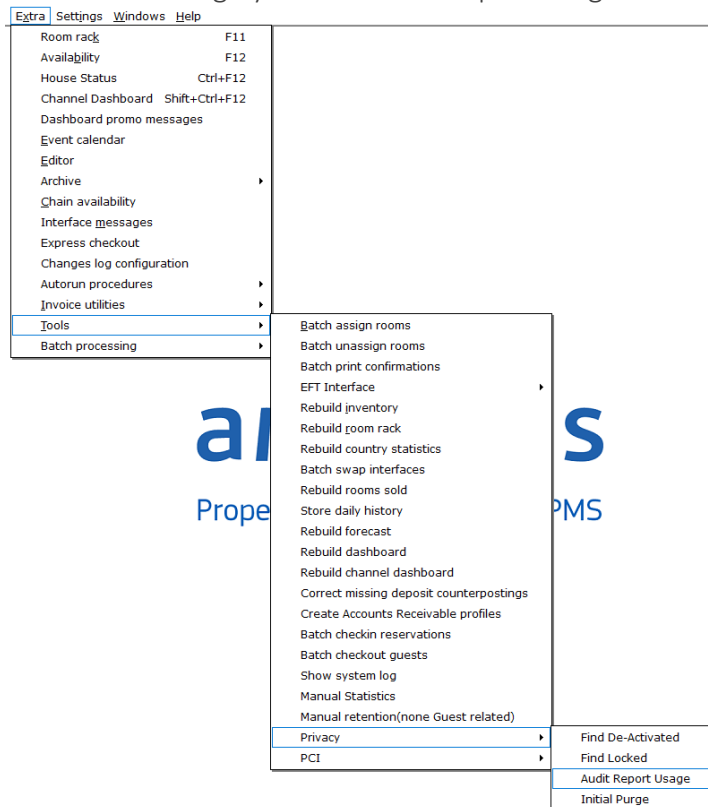 Extra Settings Windows Help
Room rack F11
Availability F12
House Status Ctrl+F12
Channel Dashboard Shift+Ctrl+F12
Dashboard promo messages
Event calendar
Editor
Archive
Chain availability
Interface messages
Express checkout
Changes log configuration
Autorun procedures
Invoice utilities
Tools
Batch processing
Batch assign rooms
Batch unassign rooms
Batch print confirmations
EFT Interface
Rebuild inventory
Rebuild room rack
Rebuild country statistics
Batch swap interfaces
Rebuild rooms sold
Store daily history
Rebuild forecast
Rebuild dashboard
Rebuild channel dashboard
Correct missing deposit counterpostings
Create Accounts Receivable profiles
Batch checkin reservations
Batch checkout guests
Show system log
Manual Statistics
Manual retention(none Guest related)
Privacy
PCI
Find De-Activated
Find Locked
Audit Report Usage
Initial Purge
PMS